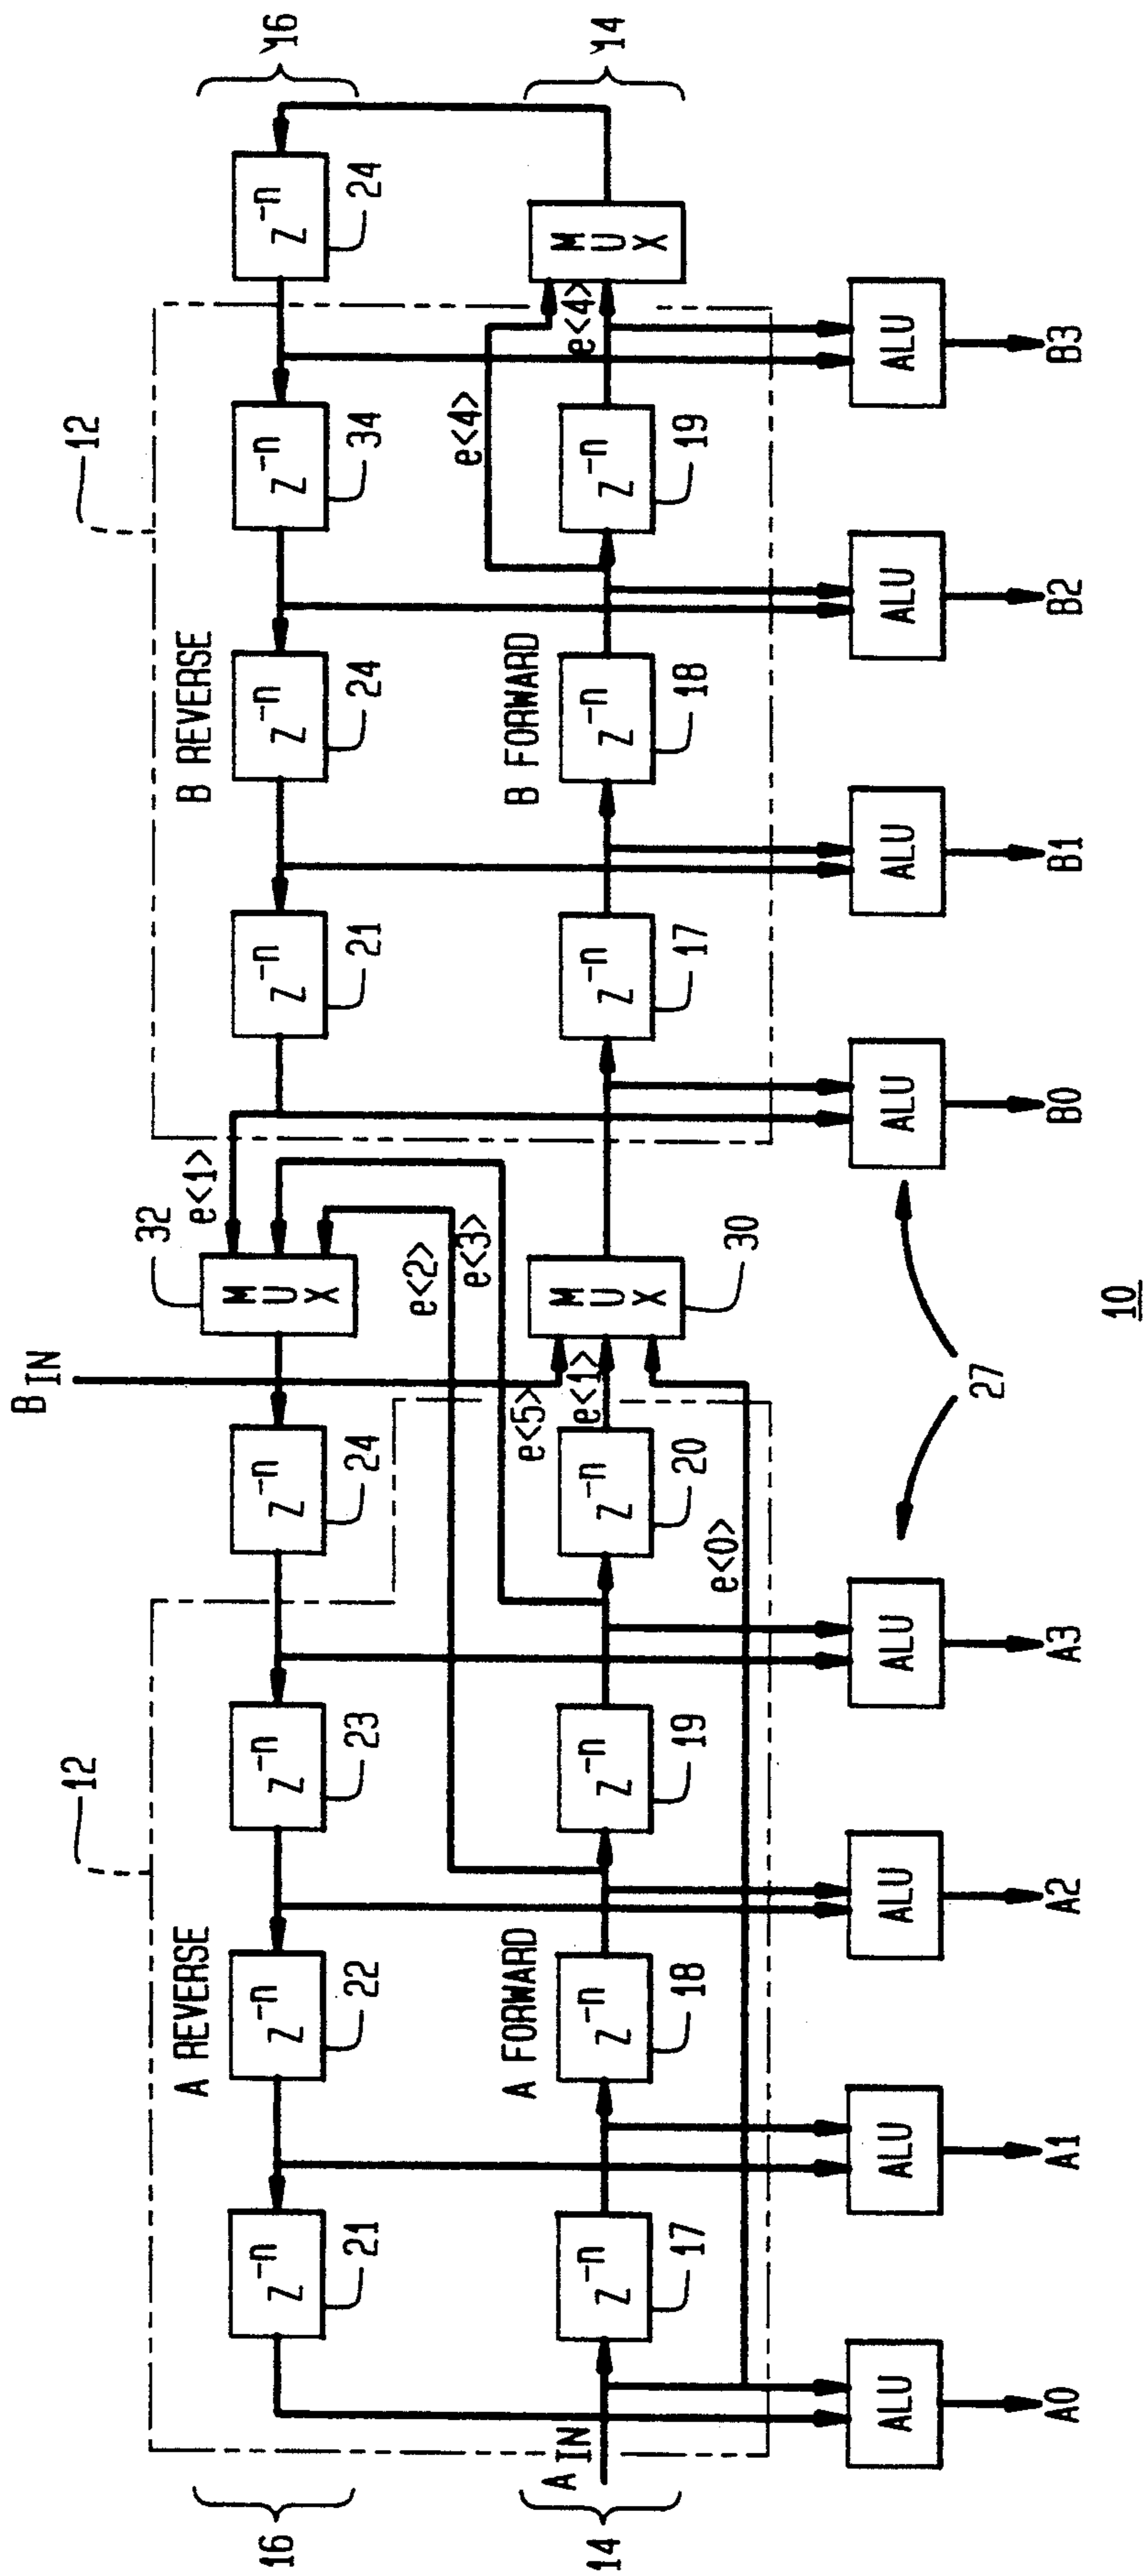 12
12
16
A REVERSE
B REVERSE
16
Z⁻ⁿ
21
Z⁻ⁿ
22
Z⁻ⁿ
23
Z⁻ⁿ
24
B IN
MUX
32
e<1>
Z⁻ⁿ
21
Z⁻ⁿ
24
Z⁻ⁿ
34
Z⁻ⁿ
24
e<2>
e<3>
e<4>
14
A IN
A FORWARD
B FORWARD
14
Z⁻ⁿ
17
Z⁻ⁿ
18
Z⁻ⁿ
19
Z⁻ⁿ
20
e<5>
e<1>
e<0>
MUX
30
Z⁻ⁿ
17
Z⁻ⁿ
18
Z⁻ⁿ
19
e<4>
MUX
ALU
ALU
ALU
ALU
ALU
ALU
ALU
ALU
A0
A1
A2
A3
27
B0
B1
B2
B3
10